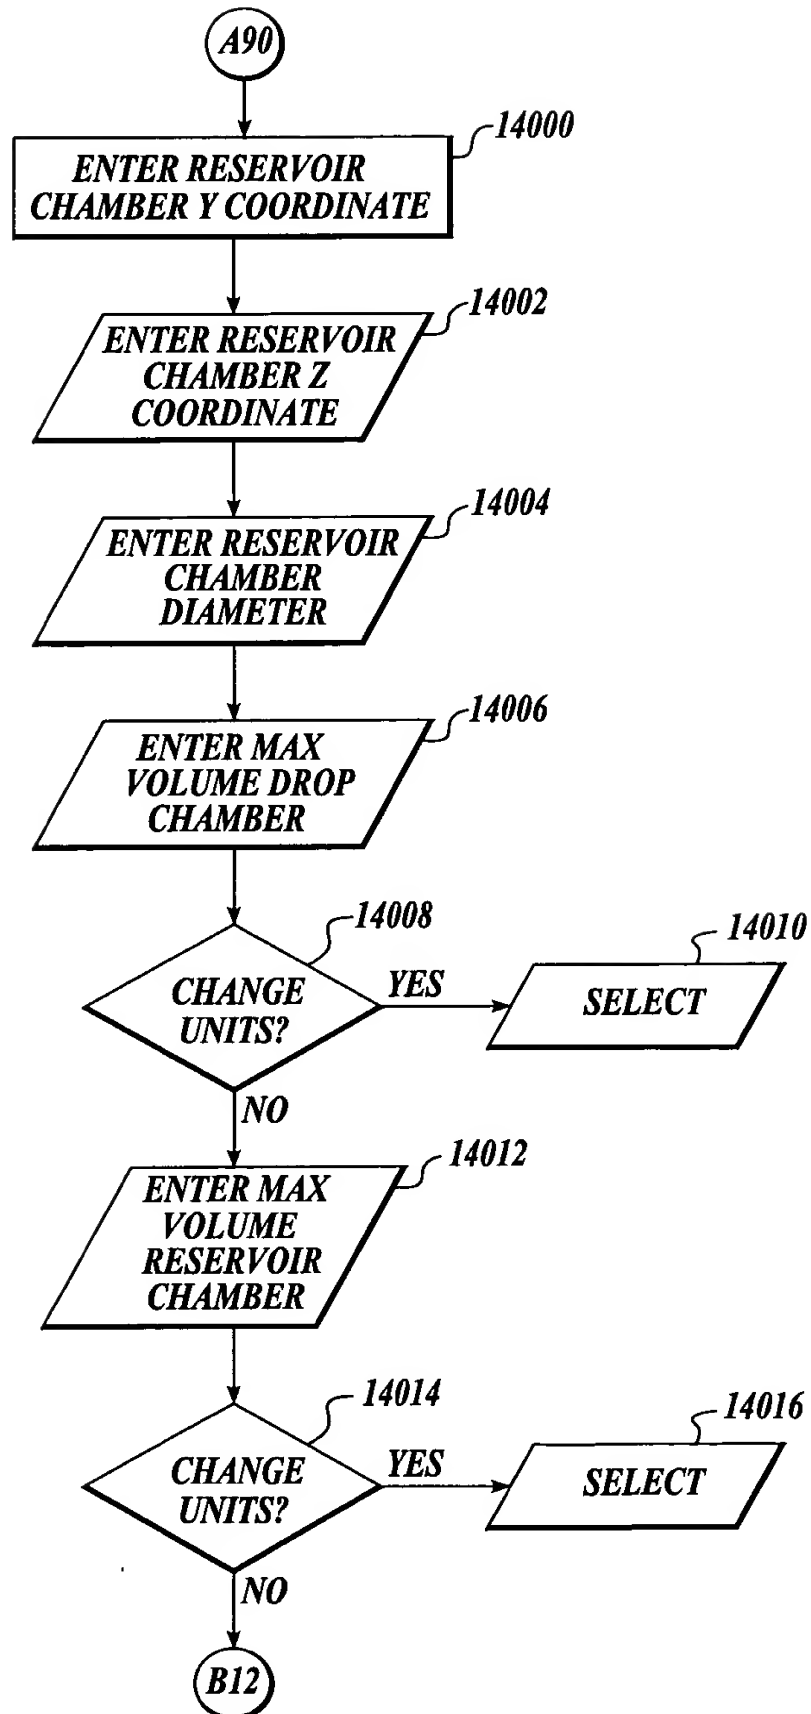 A90
14000
ENTER RESERVOIR
CHAMBER Y COORDINATE
14002
ENTER RESERVOIR
CHAMBER Z
COORDINATE
14004
ENTER RESERVOIR
CHAMBER
DIAMETER
14006
ENTER MAX
VOLUME DROP
CHAMBER
14008
CHANGE
UNITS?
YES
14010
SELECT
NO
14012
ENTER MAX
VOLUME
RESERVOIR
CHAMBER
14014
CHANGE
UNITS?
YES
14016
SELECT
NO
B12